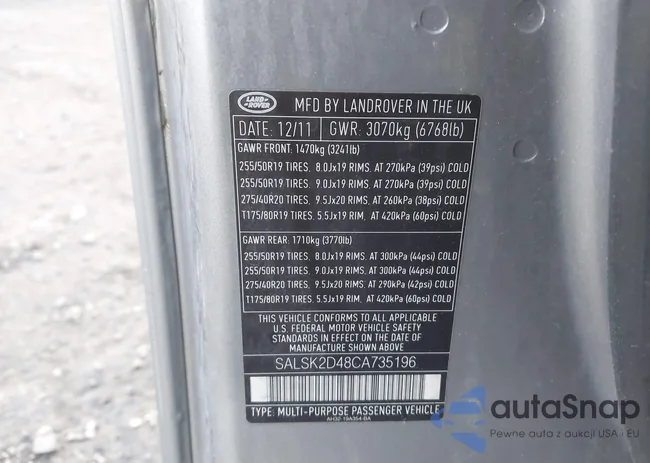 LAND
ROVER
MFD BY LANDROVER IN THE UK
DATE: 12/11 GWR: 3070kg (6768lb)
GAWR FRONT: 1470kg (3241lb)
255/50R19 TIRES, 8.0Jx19 RIMS. AT 270kPa (39psi) COLD
255/50R19 TIRES, 9.0Jx19 RIMS. AT 270kPa (39psi) COLD
275/40R20 TIRES, 9.5Jx20 RIMS. AT 260kPa (38psi) COLD
T175/80R19 TIRES, 5.5Jx19 RIM, AT 420kPa (60psi) COLD
GAWR REAR: 1710kg (3770lb)
255/50R19 TIRES, 8.0Jx19 RIMS. AT 300kPa (44psi) COLD
255/50R19 TIRES, 9.0Jx19 RIMS. AT 300kPa (44psi) COLD
275/40R20 TIRES, 9.5Jx20 RIMS. AT 290kPa (42psi) COLD
T175/80R19 TIRES, 5.5Jx19 RIM, AT 420kPa (60psi) COLD
THIS VEHICLE CONFORMS TO ALL APPLICABLE
U.S. FEDERAL MOTOR VEHICLE SAFETY
STANDARDS IN EFFECT ON THE DATE OF
MANUFACTURE SHOWN ABOVE.
SALSK2D48CA735196
TYPE: MULTI-PURPOSE PASSENGER VEHICLE
AH32-19A354-BA
autaSnap
Pewne auta z aukcji USA i EU